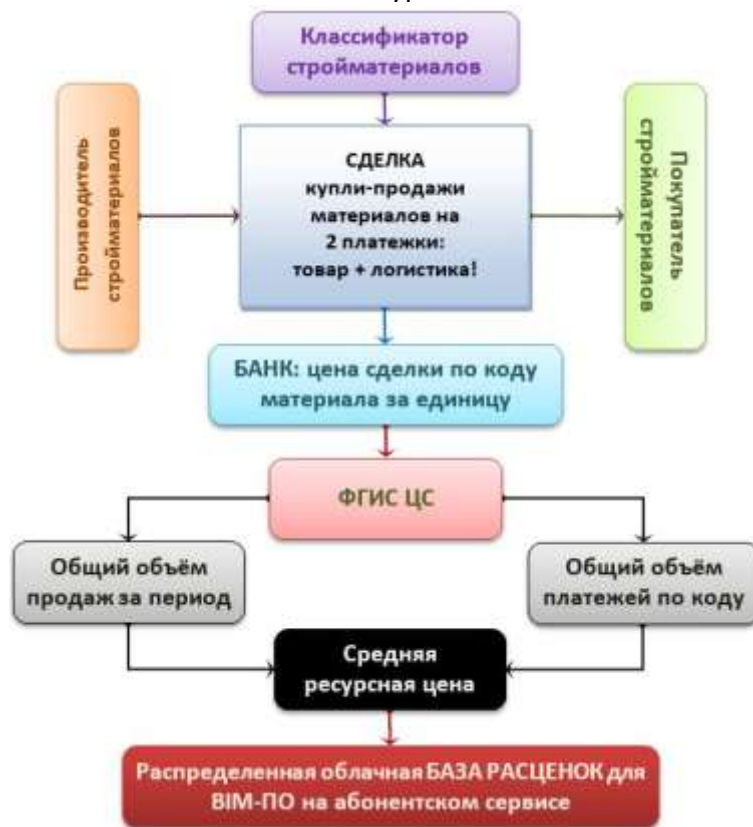 Классификатор
стройматериалов
Производитель
стройматериалов
СДЕЛКА
купли-продажи
материалов на
2 платежки:
товар + логистика!
Покупатель
стройматериалов
БАНК: цена сделки по коду
материала за единицу
ФГИС ЦС
Общий объём
продаж за период
Общий объём
платежей по коду
Средняя
ресурсная цена
Распределенная облачная БАЗА РАСЦЕНОК для
BIM-ПО на абонентском сервисе